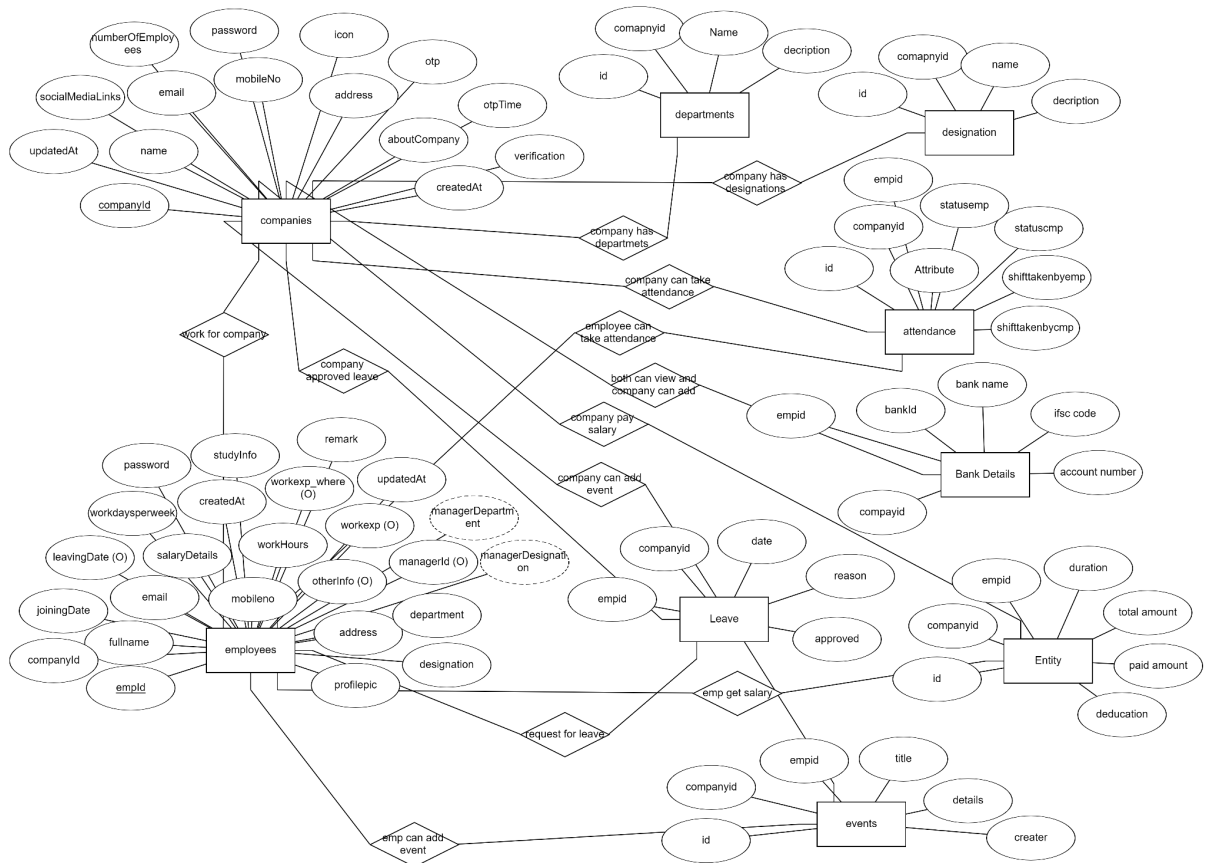 numberOfEmploy
ees
password
icon
otp
socialMediaLinks
email
mobileNo
address
otpTime
updatedAt
name
aboutCompany
verification
companyId
createdAt
companies
comapnyid
Name
decription
id
departments
comapnyid
name
id
decription
designation
company has
designations
company has
departmets
empid
statusemp
companyid
statuscmp
id
Attribute
shifttakenbyemp
shifttakenbycmp
attendance
company can take
attendance
employee can
take attendance
work for company
company
approved leave
both can view and
company can add
company pay
salary
company can add
event
bank name
empid
bankId
ifsc code
account number
Bank Details
compayid
remark
studyInfo
password
workexp_where
(O)
updatedAt
createdAt
workdaysperweek
managerDepartm
ent
workexp (O)
leavingDate (O)
salaryDetails
workHours
managerId (O)
managerDesignati
on
otherInfo (O)
email
mobileno
joiningDate
department
fullname
address
companyId
employees
designation
empId
profilepic
companyid
date
reason
empid
Leave
approved
empid
duration
companyid
total amount
Entity
paid amount
id
deducation
emp get salary
request for leave
empid
title
companyid
details
id
events
creater
emp can add
event